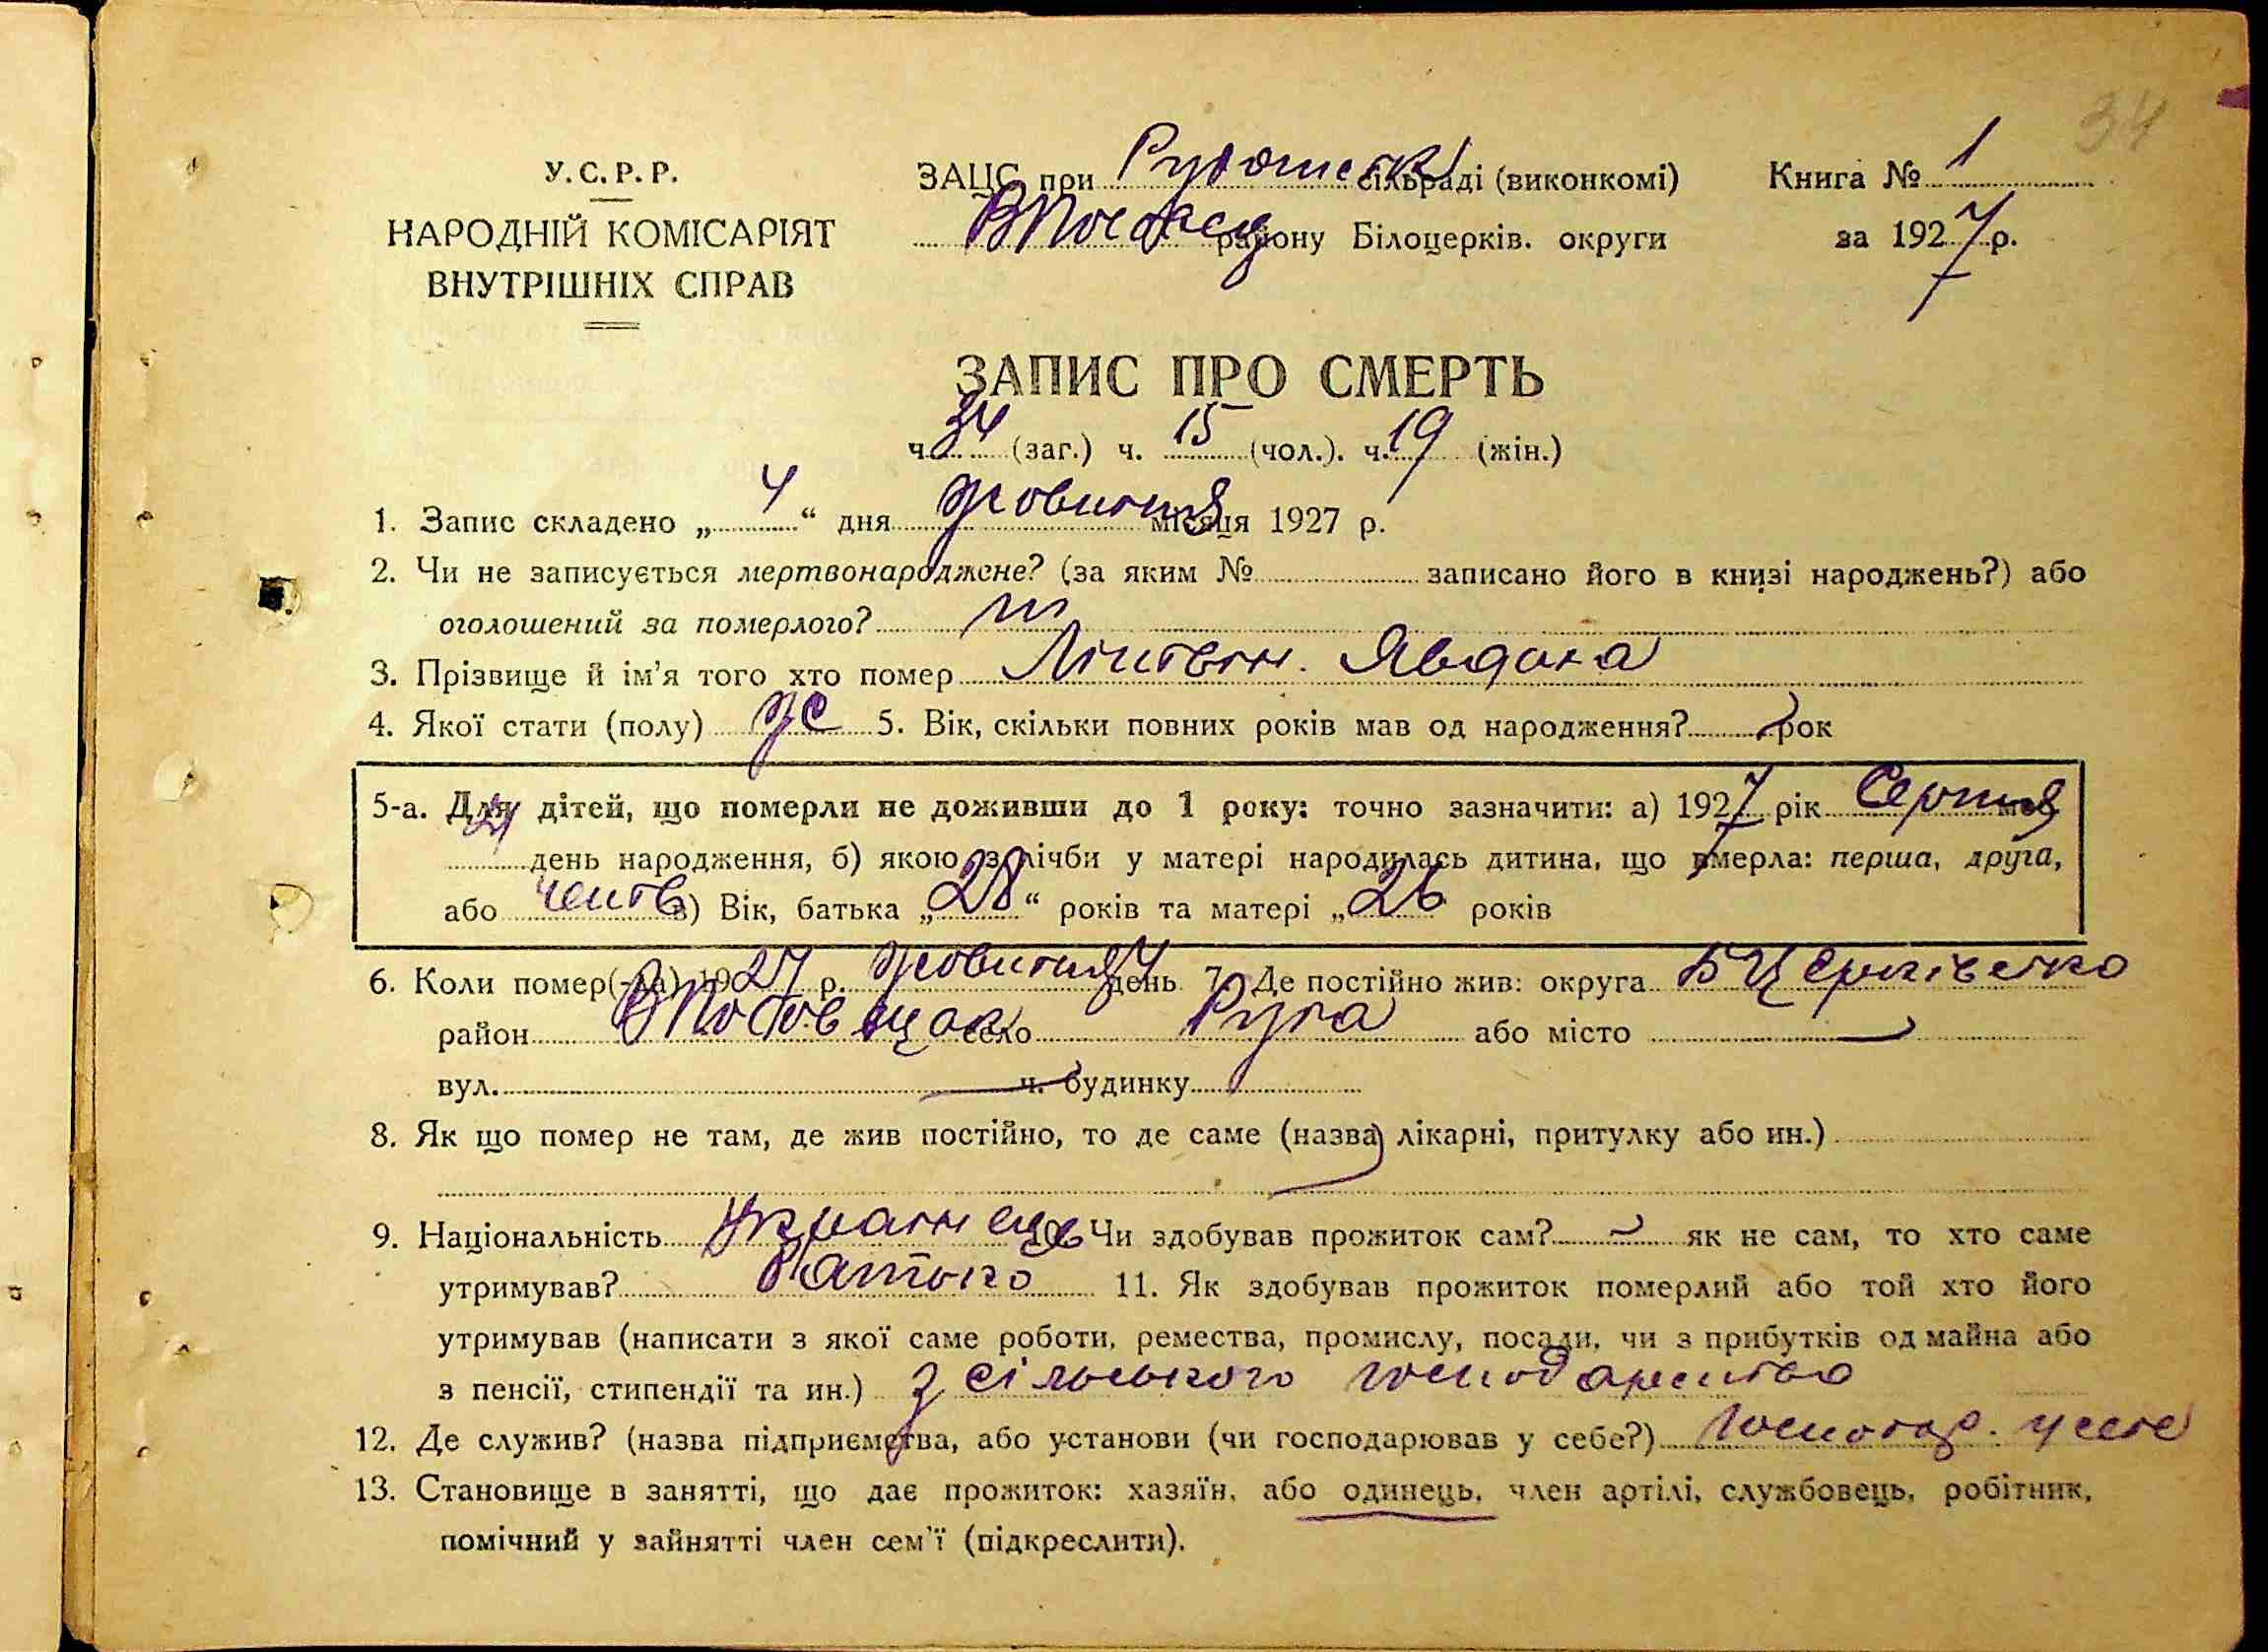 34
У.С.Р.Р.
НАРОДНІЙ КОМІСАРІЯТ
ВНУТРІШНІХ СПРАВ
ЗАЦС при сільраді (виконкомі)
району Білоцерків. округи
Книга № 1
за 1927 р.
ЗАПИС ПРО СМЕРТЬ
ч. 34 (заг.) ч. 15 (чол.). ч. 19 (жін.)
1. Запис складено „ 4 “ дня жовтня місяця 1927 р.
2. Чи не записується мертвонароджене? (за яким № записано його в книзі народжень?) або
оголошений за померлого? ні
3. Прізвище й ім’я того хто помер Літвін. Явдоха
4. Якої стати (полу) ж 5. Вік, скільки повних років мав од народження? рок
5-а. Для дітей, що померли не доживши до 1 року: точно зазначити: а) 1927 рік Серпня
день народження, б) якою з лічби у матері народилась дитина, що вмерла: перша, друга,
або четв в) Вік, батька „ 28 “ років та матері „ 26 років
6. Коли помер(-ла) 1927 р. жовтня 4 день 7. Де постійно жив: округа БЦерківсько
район село Рута або місто
вул. ч. будинку
8. Як що помер не там, де жив постійно, то де саме (назва лікарні, притулку або ин.)
9. Національність Українець 10. Чи здобував прожиток сам? – як не сам, то хто саме
утримував? Батько 11. Як здобував прожиток померлий або той хто його
утримував (написати з якої саме роботи, ремества, промислу, посади, чи з прибутків од майна або
з пенсії, стипендії та ин.) з сільського господарства
12. Де служив? (назва підприємства, або установи (чи господарював у себе?) господар. у себе
13. Становище в занятті, що дає прожиток: хазяїн, або одинець, член артілі, службовець, робітник,
помічний у зайнятті член сем’ї (підкреслити).